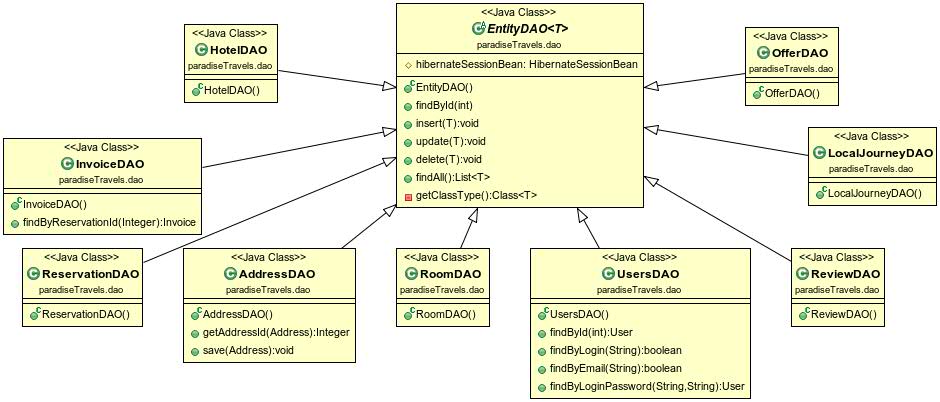 <<Java Class>>
EntityDAO<T>
paradiseTravels.dao
hibernateSessionBean: HibernateSessionBean
EntityDAO()
findById(int)
insert(T):void
update(T):void
delete(T):void
findAll():List<T>
getClassType():Class<T>
<<Java Class>>
HotelDAO
paradiseTravels.dao
HotelDAO()
<<Java Class>>
OfferDAO
paradiseTravels.dao
OfferDAO()
<<Java Class>>
InvoiceDAO
paradiseTravels.dao
InvoiceDAO()
findByReservationId(Integer):Invoice
<<Java Class>>
LocalJourneyDAO
paradiseTravels.dao
LocalJourneyDAO()
<<Java Class>>
ReservationDAO
paradiseTravels.dao
ReservationDAO()
<<Java Class>>
AddressDAO
paradiseTravels.dao
AddressDAO()
getAddressId(Address):Integer
save(Address):void
<<Java Class>>
RoomDAO
paradiseTravels.dao
RoomDAO()
<<Java Class>>
UsersDAO
paradiseTravels.dao
UsersDAO()
findById(int):User
findByLogin(String):boolean
findByEmail(String):boolean
findByLoginPassword(String,String):User
<<Java Class>>
ReviewDAO
paradiseTravels.dao
ReviewDAO()